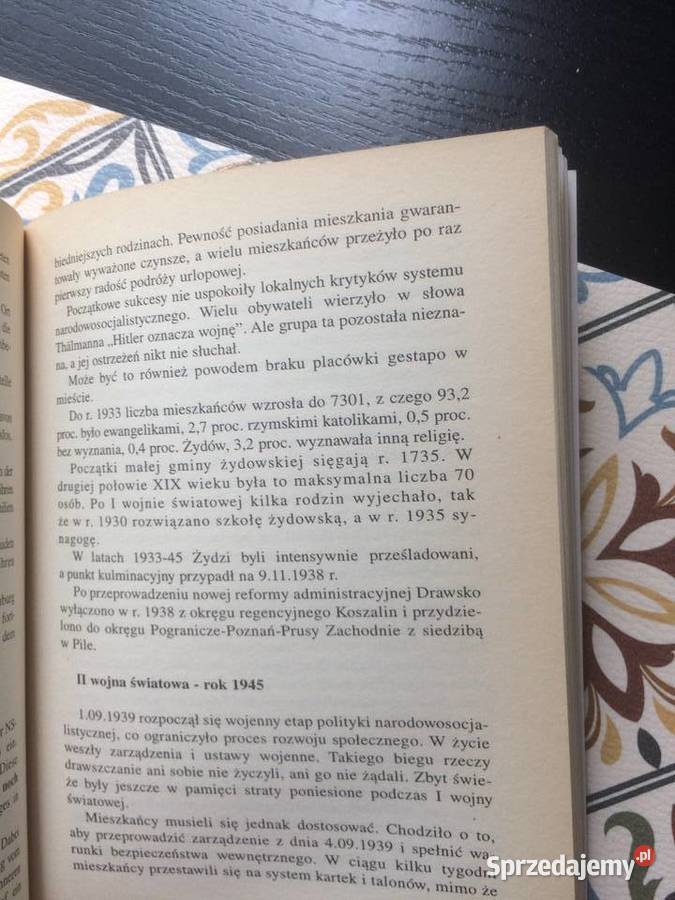 biedniejszych rodzinach. Pewność posiadania mieszkania gwaran-
towały wyważone czynsze, a wielu mieszkańców przeżyło po raz
pierwszy radość podróży urlopowej.
Początkowe sukcesy nie uspokoiły lokalnych krytyków systemu
narodowosocjalistycznego. Wielu obywateli wierzyło w słowa
Thälmanna „Hitler oznacza wojnę”. Ale grupa ta pozostała niezna-
na, a jej ostrzeżeń nikt nie słuchał.
Może być to również powodem braku placówki gestapo w
mieście.
Do r. 1933 liczba mieszkańców wzrosła do 7301, z czego 93,2
proc. było ewangelikami, 2,7 proc. rzymskimi katolikami, 0,5 proc.
bez wyznania, 0,4 proc. Żydów, 3,2 proc. wyznawała inną religię.
Początki małej gminy żydowskiej sięgają r. 1735. W
drugiej połowie XIX wieku była to maksymalna liczba 70
osób. Po I wojnie światowej kilka rodzin wyjechało, tak
że w r. 1930 rozwiązano szkołę żydowską, a w r. 1935 sy-
nagogę.
W latach 1933-45 Żydzi byli intensywnie prześladowani,
a punkt kulminacyjny przypadł na 9.11.1938 r.
Po przeprowadzeniu nowej reformy administracyjnej Drawsko
wyłączono w r. 1938 z okręgu regencyjnego Koszalin i przydzie-
lono do okręgu Pogranicze-Poznań-Prusy Zachodnie z siedzibą
w Pile.
II wojna światowa - rok 1945
1.09.1939 rozpoczął się wojenny etap polityki narodowosocja-
listycznej, co ograniczyło proces rozwoju społecznego. W życie
weszły zarządzenia i ustawy wojenne. Takiego biegu rzeczy
drawszczanie ani sobie nie życzyli, ani go nie żądali. Zbyt świe-
że były jeszcze w pamięci straty poniesione podczas I wojny
światowej.
Mieszkańcy musieli się jednak dostosować. Chodziło o to,
aby przeprowadzić zarządzenie z dnia 4.09.1939 i spełnić wa-
runki bezpieczeństwa wewnętrznego. W ciągu kilku tygodni
mieszkańcy przestawili się na system kartek i talonów, mimo że
Sprzedajemy.pl